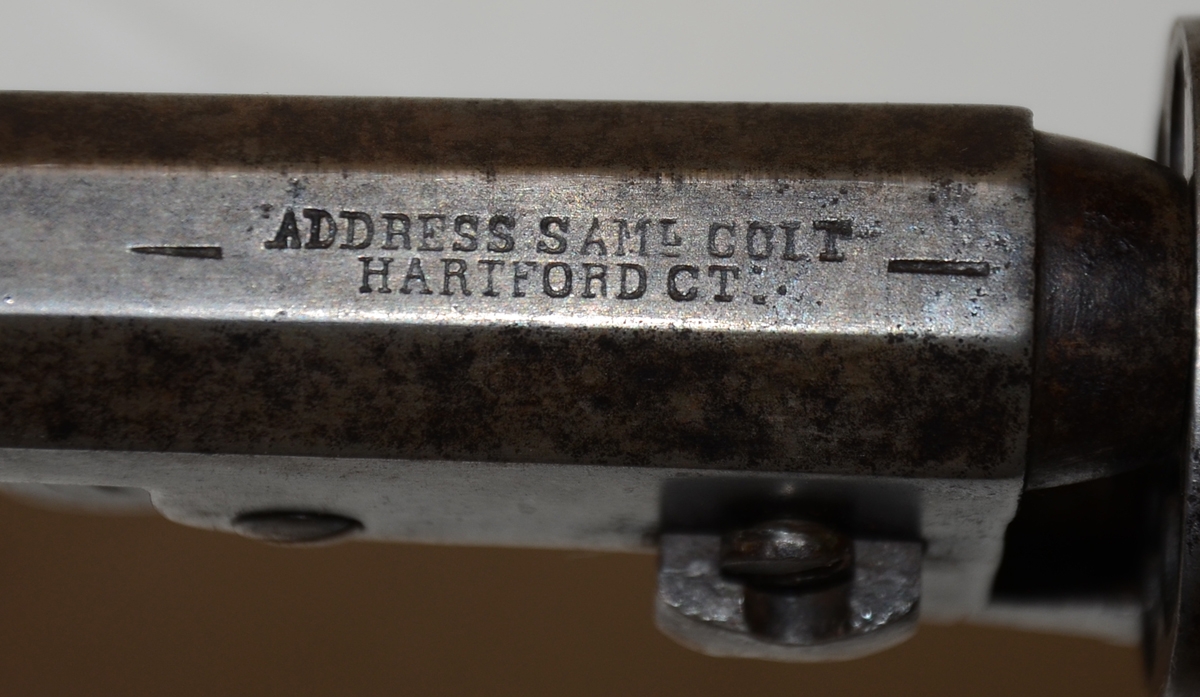 — ADDRESS SAMᴸ COLT —
HARTFORD CT.